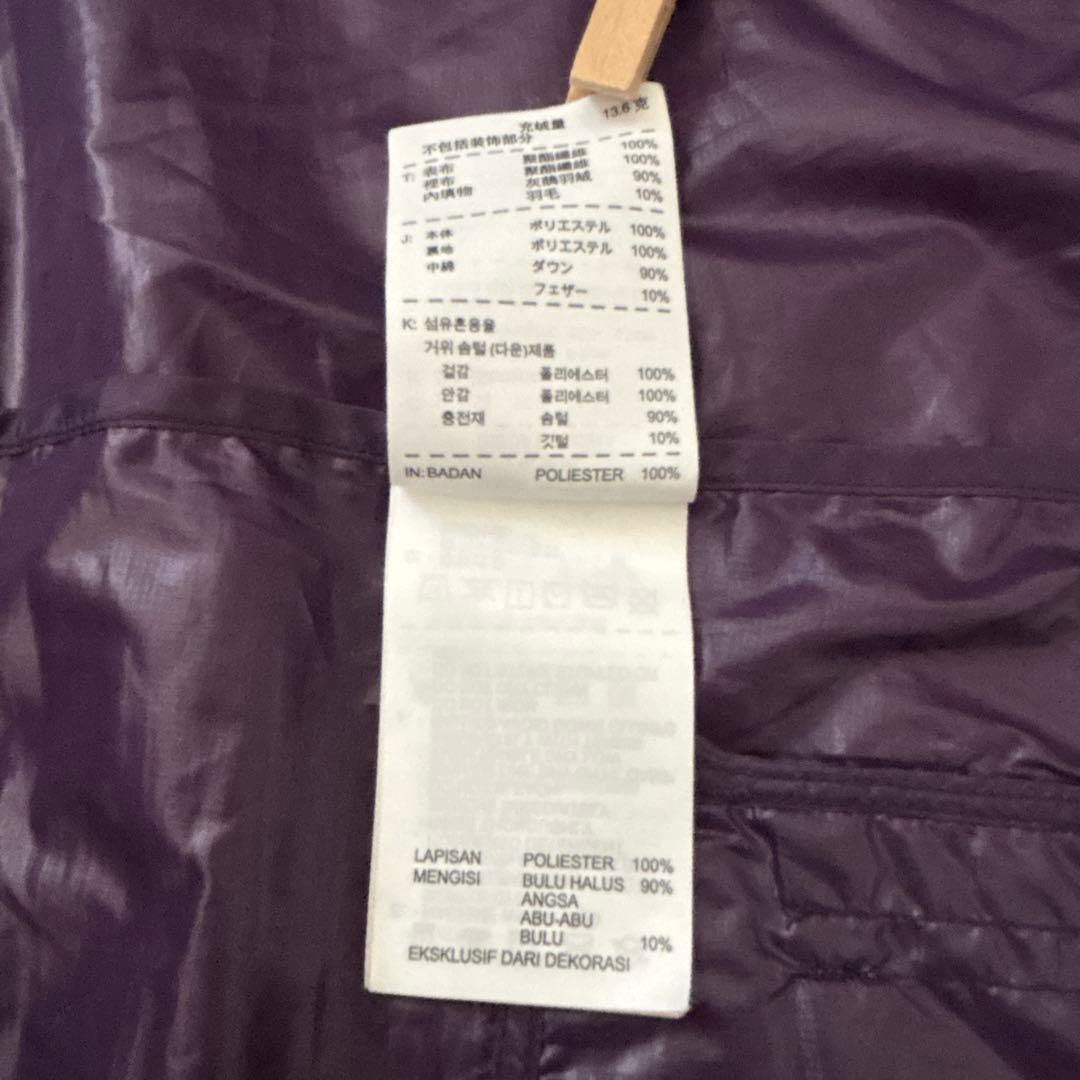 充绒量 13.6 克
不包括装饰部分
T: 表布 聚酯纖維 100%
裡布 聚酯纖維 100%
內填物 灰鵝羽絨 90%
羽毛 10%
J: 本体 ポリエステル 100%
裏地 ポリエステル 100%
中綿 ダウン 90%
フェザー 10%
K: 섬유혼용율
거위 솜털 (다운)제품
겉감 폴리에스터 100%
안감 폴리에스터 100%
충전재 솜털 90%
깃털 10%
IN: BADAN POLIESTER 100%
LAPISAN POLIESTER 100%
MENGISI BULU HALUS 90%
ANGSA
ABU-ABU
BULU 10%
EKSKLUSIF DARI DEKORASI